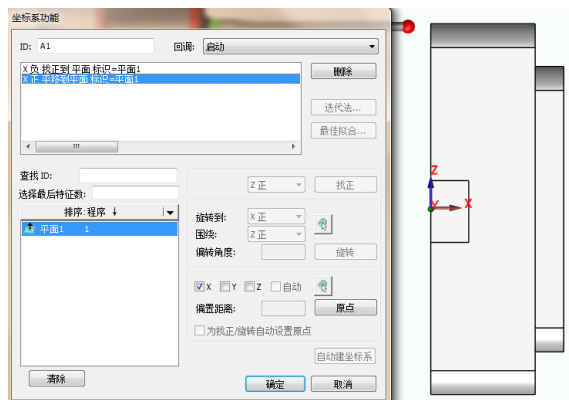 坐标系功能
ID: A1 回调: 启动
X 负 找正到 平面 标识=平面1
X 正 平移到平面 标识=平面1
删除
迭代法...
最佳拟合...
查找 ID:
选择最后特征数:
排序:程序 ↓
平面1 1
Z 正 找正
旋转到: X 正
围绕: Z 正
偏转角度: 旋转
X Y Z 自动
偏置距离: 原点
为找正/旋转自动设置原点
自动建坐标系
清除 确定 取消
Z
Y X